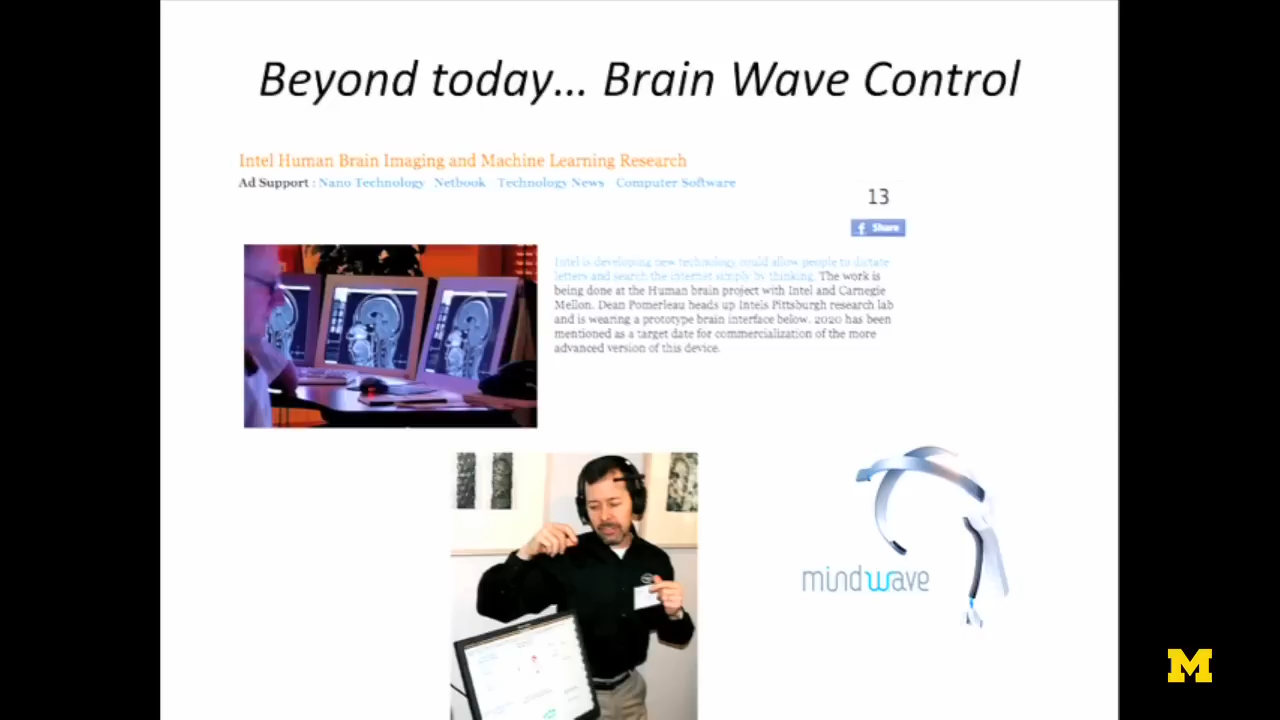 Beyond today... Brain Wave Control
Intel Human Brain Imaging and Machine Learning Research
Ad Support : Nano Technology Netbook Technology News Computer Software
13
Share
Intel is developing new technology could allow people to dictate
letters and search the internet simply by thinking. The work is
being done at the Human brain project with Intel and Carnegie
Mellon. Dean Pomerleau heads up Intels Pittsburgh research lab
and is wearing a prototype brain interface below. 2020 has been
mentioned as a target date for commercialization of the more
advanced version of this device.
mindwave
M